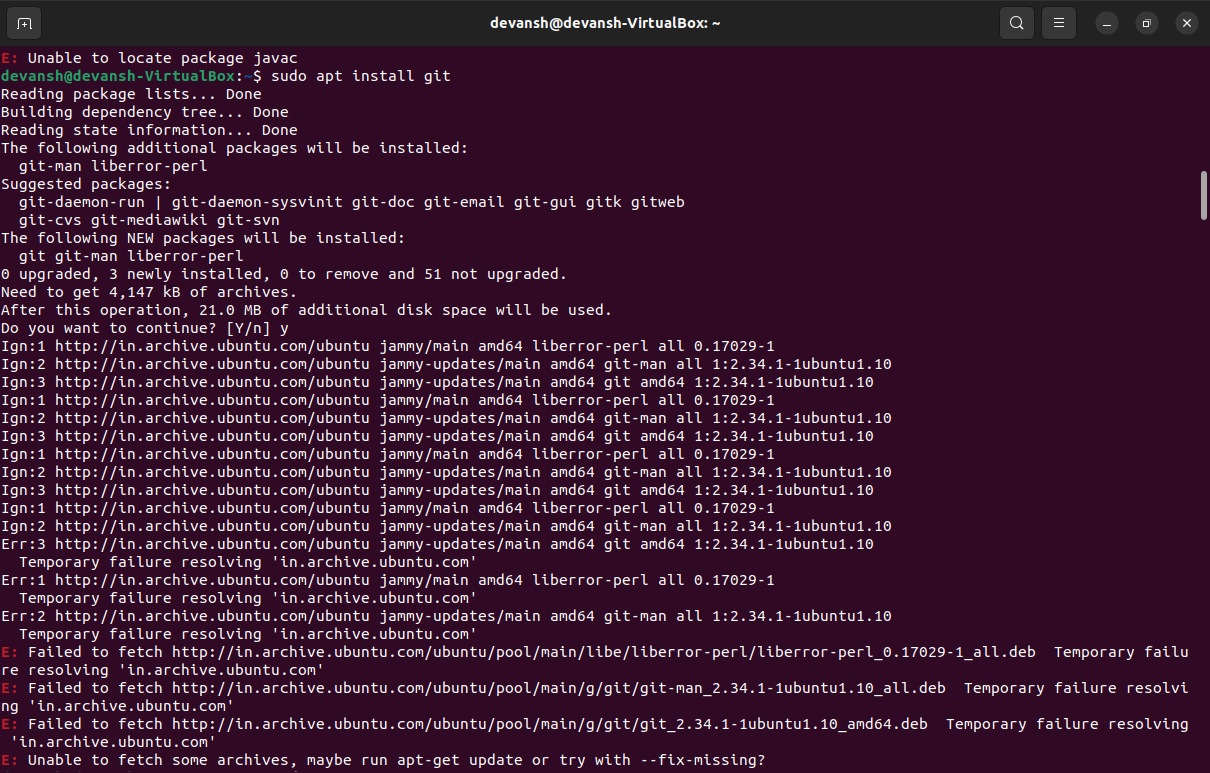 devansh@devansh-VirtualBox: ~
E: Unable to locate package javac
devansh@devansh-VirtualBox:~$ sudo apt install git
Reading package lists... Done
Building dependency tree... Done
Reading state information... Done
The following additional packages will be installed:
  git-man liberror-perl
Suggested packages:
  git-daemon-run | git-daemon-sysvinit git-doc git-email git-gui gitk gitweb
  git-cvs git-mediawiki git-svn
The following NEW packages will be installed:
  git git-man liberror-perl
0 upgraded, 3 newly installed, 0 to remove and 51 not upgraded.
Need to get 4,147 kB of archives.
After this operation, 21.0 MB of additional disk space will be used.
Do you want to continue? [Y/n] y
Ign:1 http://in.archive.ubuntu.com/ubuntu jammy/main amd64 liberror-perl all 0.17029-1
Ign:2 http://in.archive.ubuntu.com/ubuntu jammy-updates/main amd64 git-man all 1:2.34.1-1ubuntu1.10
Ign:3 http://in.archive.ubuntu.com/ubuntu jammy-updates/main amd64 git amd64 1:2.34.1-1ubuntu1.10
Ign:1 http://in.archive.ubuntu.com/ubuntu jammy/main amd64 liberror-perl all 0.17029-1
Ign:2 http://in.archive.ubuntu.com/ubuntu jammy-updates/main amd64 git-man all 1:2.34.1-1ubuntu1.10
Ign:3 http://in.archive.ubuntu.com/ubuntu jammy-updates/main amd64 git amd64 1:2.34.1-1ubuntu1.10
Ign:1 http://in.archive.ubuntu.com/ubuntu jammy/main amd64 liberror-perl all 0.17029-1
Ign:2 http://in.archive.ubuntu.com/ubuntu jammy-updates/main amd64 git-man all 1:2.34.1-1ubuntu1.10
Ign:3 http://in.archive.ubuntu.com/ubuntu jammy-updates/main amd64 git amd64 1:2.34.1-1ubuntu1.10
Ign:1 http://in.archive.ubuntu.com/ubuntu jammy/main amd64 liberror-perl all 0.17029-1
Ign:2 http://in.archive.ubuntu.com/ubuntu jammy-updates/main amd64 git-man all 1:2.34.1-1ubuntu1.10
Err:3 http://in.archive.ubuntu.com/ubuntu jammy-updates/main amd64 git amd64 1:2.34.1-1ubuntu1.10
  Temporary failure resolving 'in.archive.ubuntu.com'
Err:1 http://in.archive.ubuntu.com/ubuntu jammy/main amd64 liberror-perl all 0.17029-1
  Temporary failure resolving 'in.archive.ubuntu.com'
Err:2 http://in.archive.ubuntu.com/ubuntu jammy-updates/main amd64 git-man all 1:2.34.1-1ubuntu1.10
  Temporary failure resolving 'in.archive.ubuntu.com'
E: Failed to fetch http://in.archive.ubuntu.com/ubuntu/pool/main/libe/liberror-perl/liberror-perl_0.17029-1_all.deb  Temporary failu
re resolving 'in.archive.ubuntu.com'
E: Failed to fetch http://in.archive.ubuntu.com/ubuntu/pool/main/g/git/git-man_2.34.1-1ubuntu1.10_all.deb  Temporary failure resolvi
ng 'in.archive.ubuntu.com'
E: Failed to fetch http://in.archive.ubuntu.com/ubuntu/pool/main/g/git/git_2.34.1-1ubuntu1.10_amd64.deb  Temporary failure resolving
 'in.archive.ubuntu.com'
E: Unable to fetch some archives, maybe run apt-get update or try with --fix-missing?